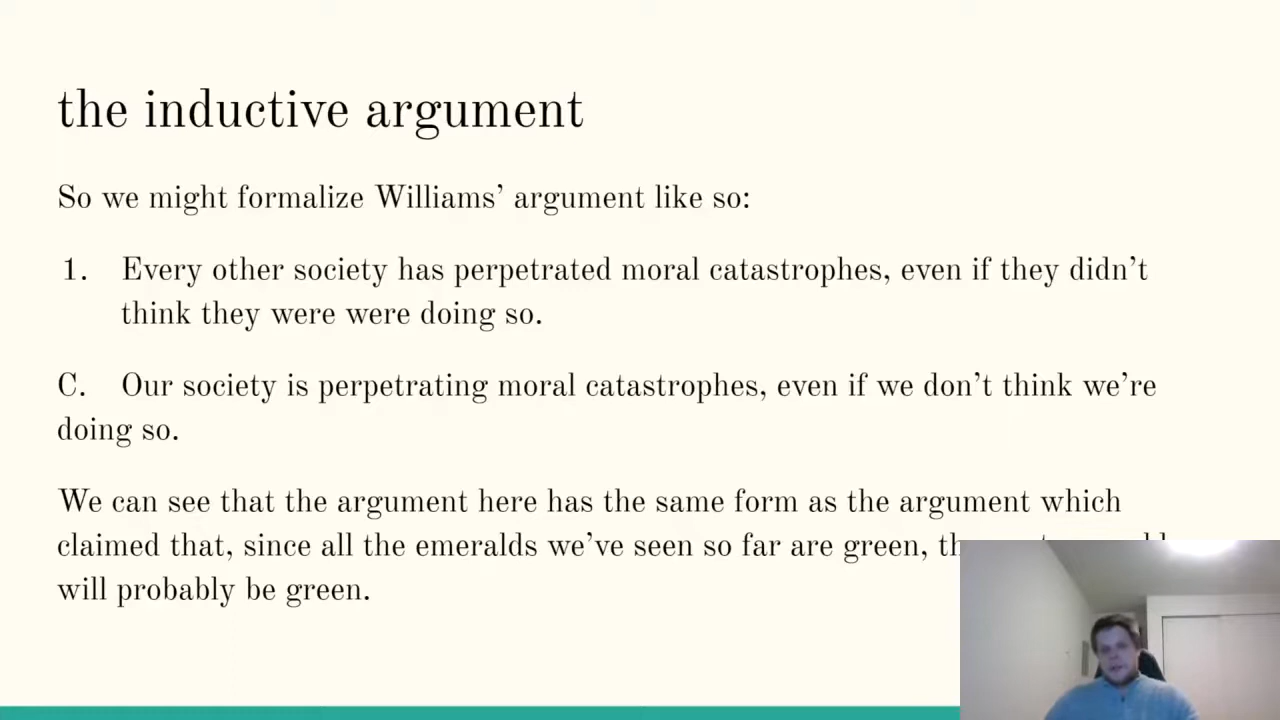 the inductive argument
So we might formalize Williams’ argument like so:
1. Every other society has perpetrated moral catastrophes, even if they didn’t
think they were were doing so.
C. Our society is perpetrating moral catastrophes, even if we don’t think we’re
doing so.
We can see that the argument here has the same form as the argument which
claimed that, since all the emeralds we’ve seen so far are green,
will probably be green.